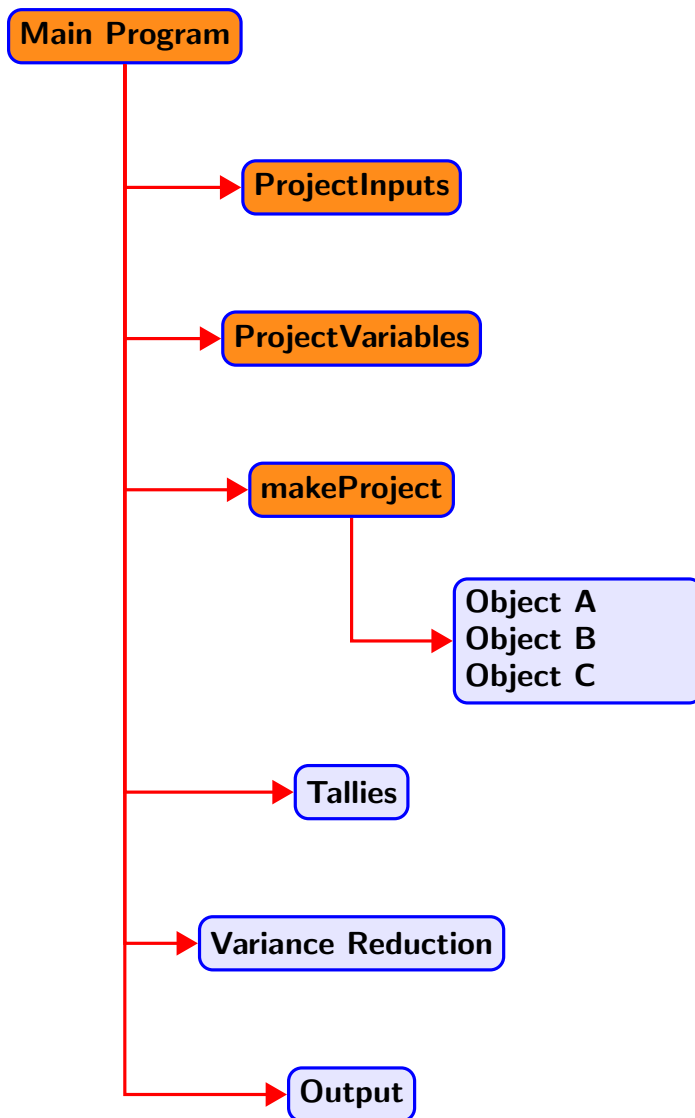 Main Program
ProjectInputs
ProjectVariables
makeProject
Object A
Object B
Object C
Tallies
Variance Reduction
Output